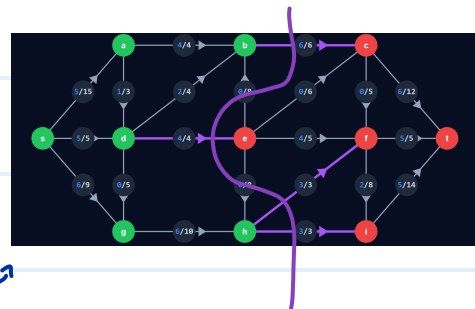 a 4/4 b 6/6 c
5/15 1/3 2/4 0/6 0/5 6/12
s 5/5 d 4/4 e 4/5 f 5/5 t
6/9 0/5 3/3 2/8 5/14
g 6/10 h 3/3 i